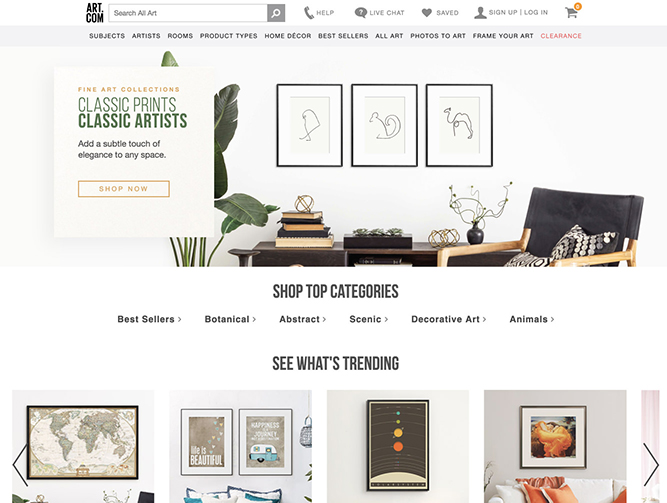 ART.
COM
Search All Art
HELP
LIVE CHAT
SAVED
SIGN UP | LOG IN
0
SUBJECTS ARTISTS ROOMS PRODUCT TYPES HOME DÉCOR BEST SELLERS ALL ART PHOTOS TO ART FRAME YOUR ART CLEARANCE
FINE ART COLLECTIONS
CLASSIC PRINTS
CLASSIC ARTISTS
Add a subtle touch of
elegance to any space.
SHOP NOW
SHOP TOP CATEGORIES
Best Sellers > Botanical > Abstract > Scenic > Decorative Art > Animals >
SEE WHAT'S TRENDING
life is
BEAUTIFUL
HAPPINESS
JOURNEY